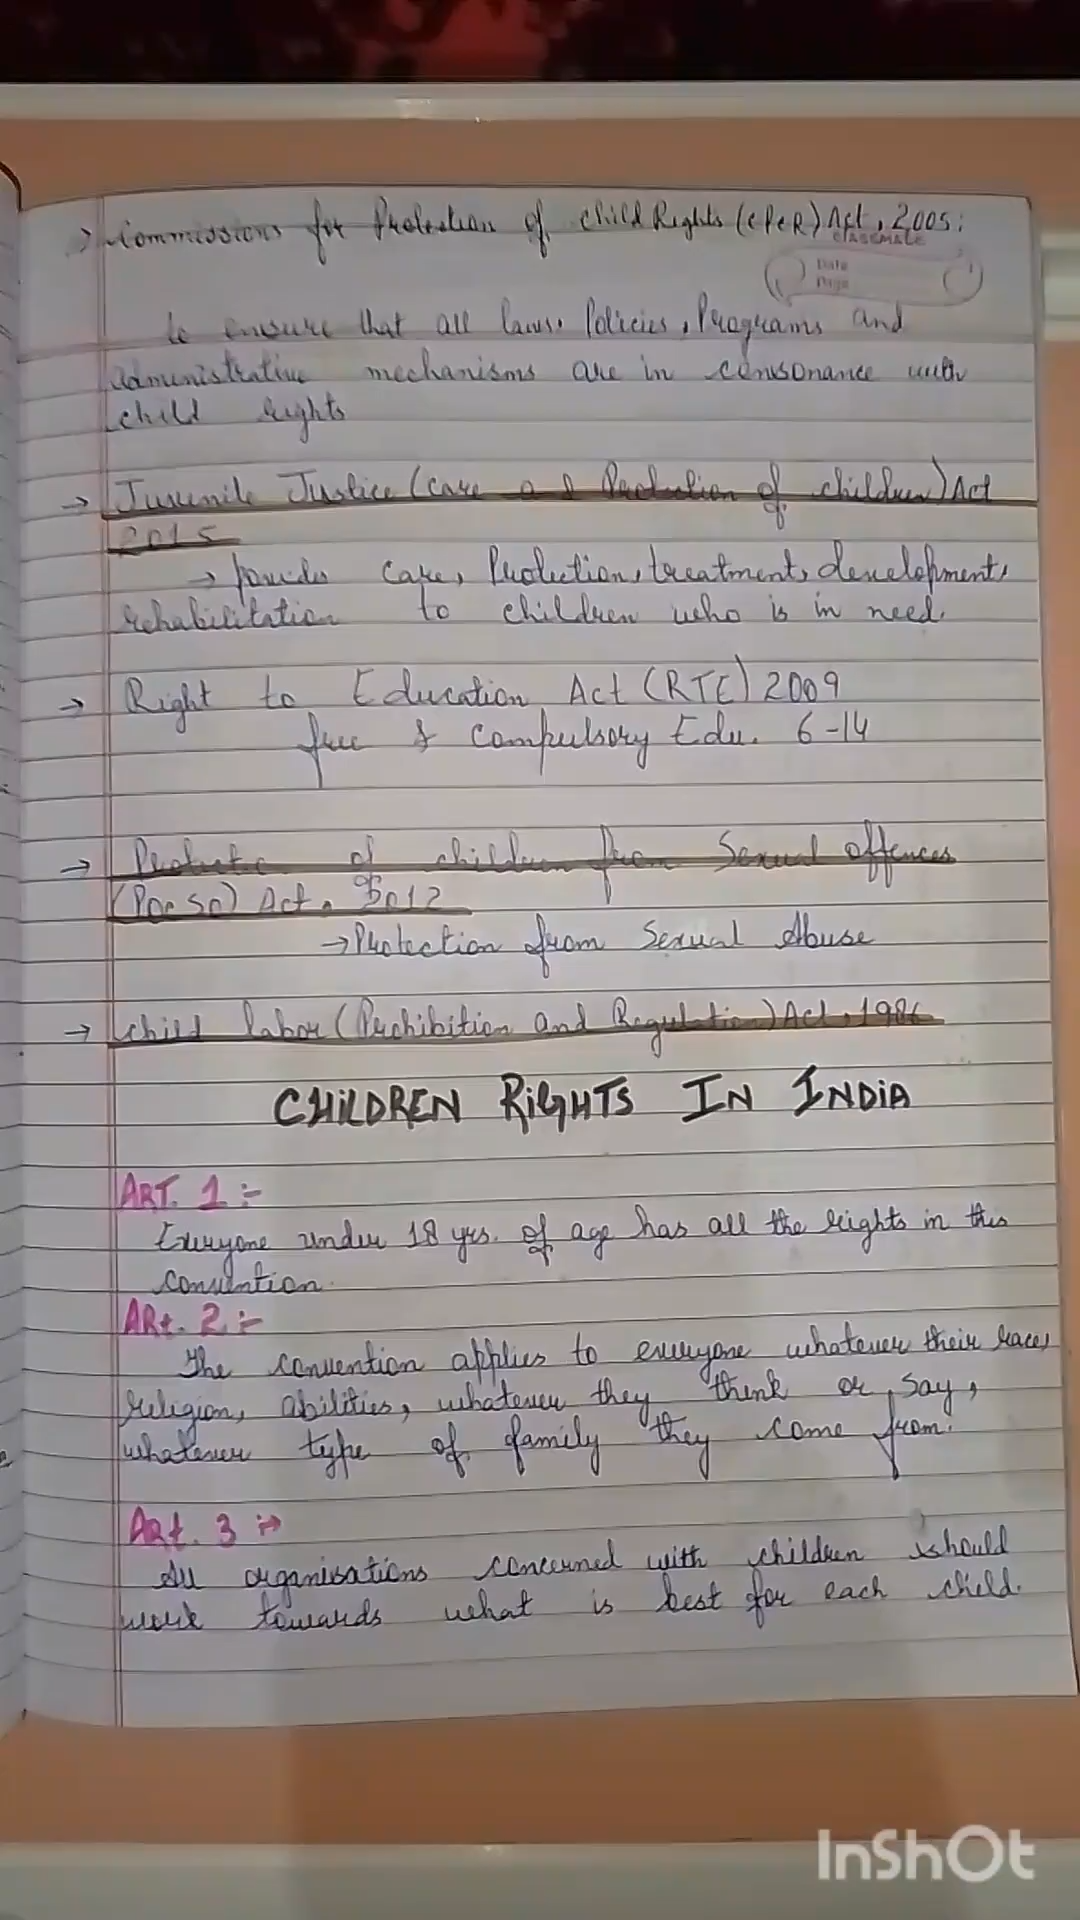 → Commissions for Protection of Child Rights (CPCR) Act, 2005:
CLASSMATE
Date
Page
to ensure that all laws, Policies, Programs and
administrative mechanisms are in consonance with
child rights
→ Juvenile Justice (Care and Protection of children) Act
2015
→ provides care, Protection, treatment, development,
rehabilitation to children who is in need.
→ Right to Education Act (RTE) 2009
free & Compulsory Edu. 6-14
→ of children from Sexual offences
(POCSO) Act, 2012
→ Protection from Sexual Abuse
→ child labor (Prohibition and Regulation) Act, 1986
CHILDREN RIGHTS IN INDIA
ART. 1 :-
Everyone under 18 yrs. of age has all the rights in this
convention.
ARt. 2 :-
The convention applies to everyone whatever their race,
religion, abilities, whatever they think or say,
whatever type of family they come from.
ARt. 3 :-
All organisations concerned with children should
work towards what is best for each child.
InShOt